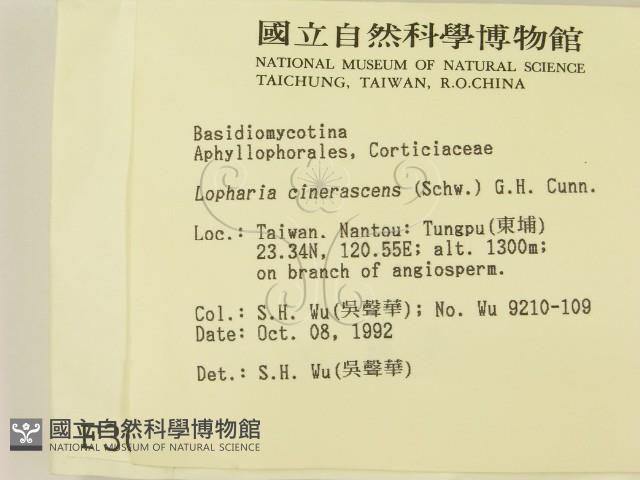 國立自然科學博物館
NATIONAL MUSEUM OF NATURAL SCIENCE
TAICHUNG, TAIWAN, R.O.CHINA
Basidiomycotina
Aphyllophorales, Corticiaceae
Lopharia cinerascens (Schw.) G.H. Cunn.
Loc.: Taiwan. Nantou: Tungpu(東埔)
23.34N, 120.55E; alt. 1300m;
on branch of angiosperm.
Col.: S.H. Wu(吳聲華); No. Wu 9210-109
Date: Oct. 08, 1992
Det.: S.H. Wu(吳聲華)
國立自然科學博物館
NATIONAL MUSEUM OF NATURAL SCIENCE